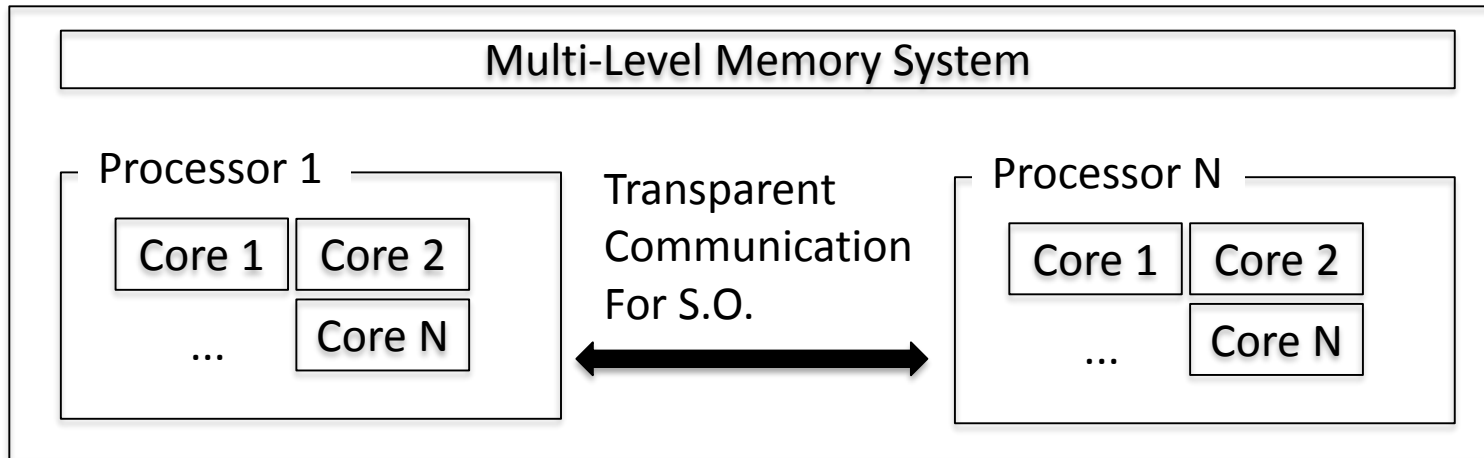 Multi-Level Memory System
Processor 1
Core 1
Core 2
...
Core N
Transparent
Communication
For S.O.
Processor N
Core 1
Core 2
...
Core N